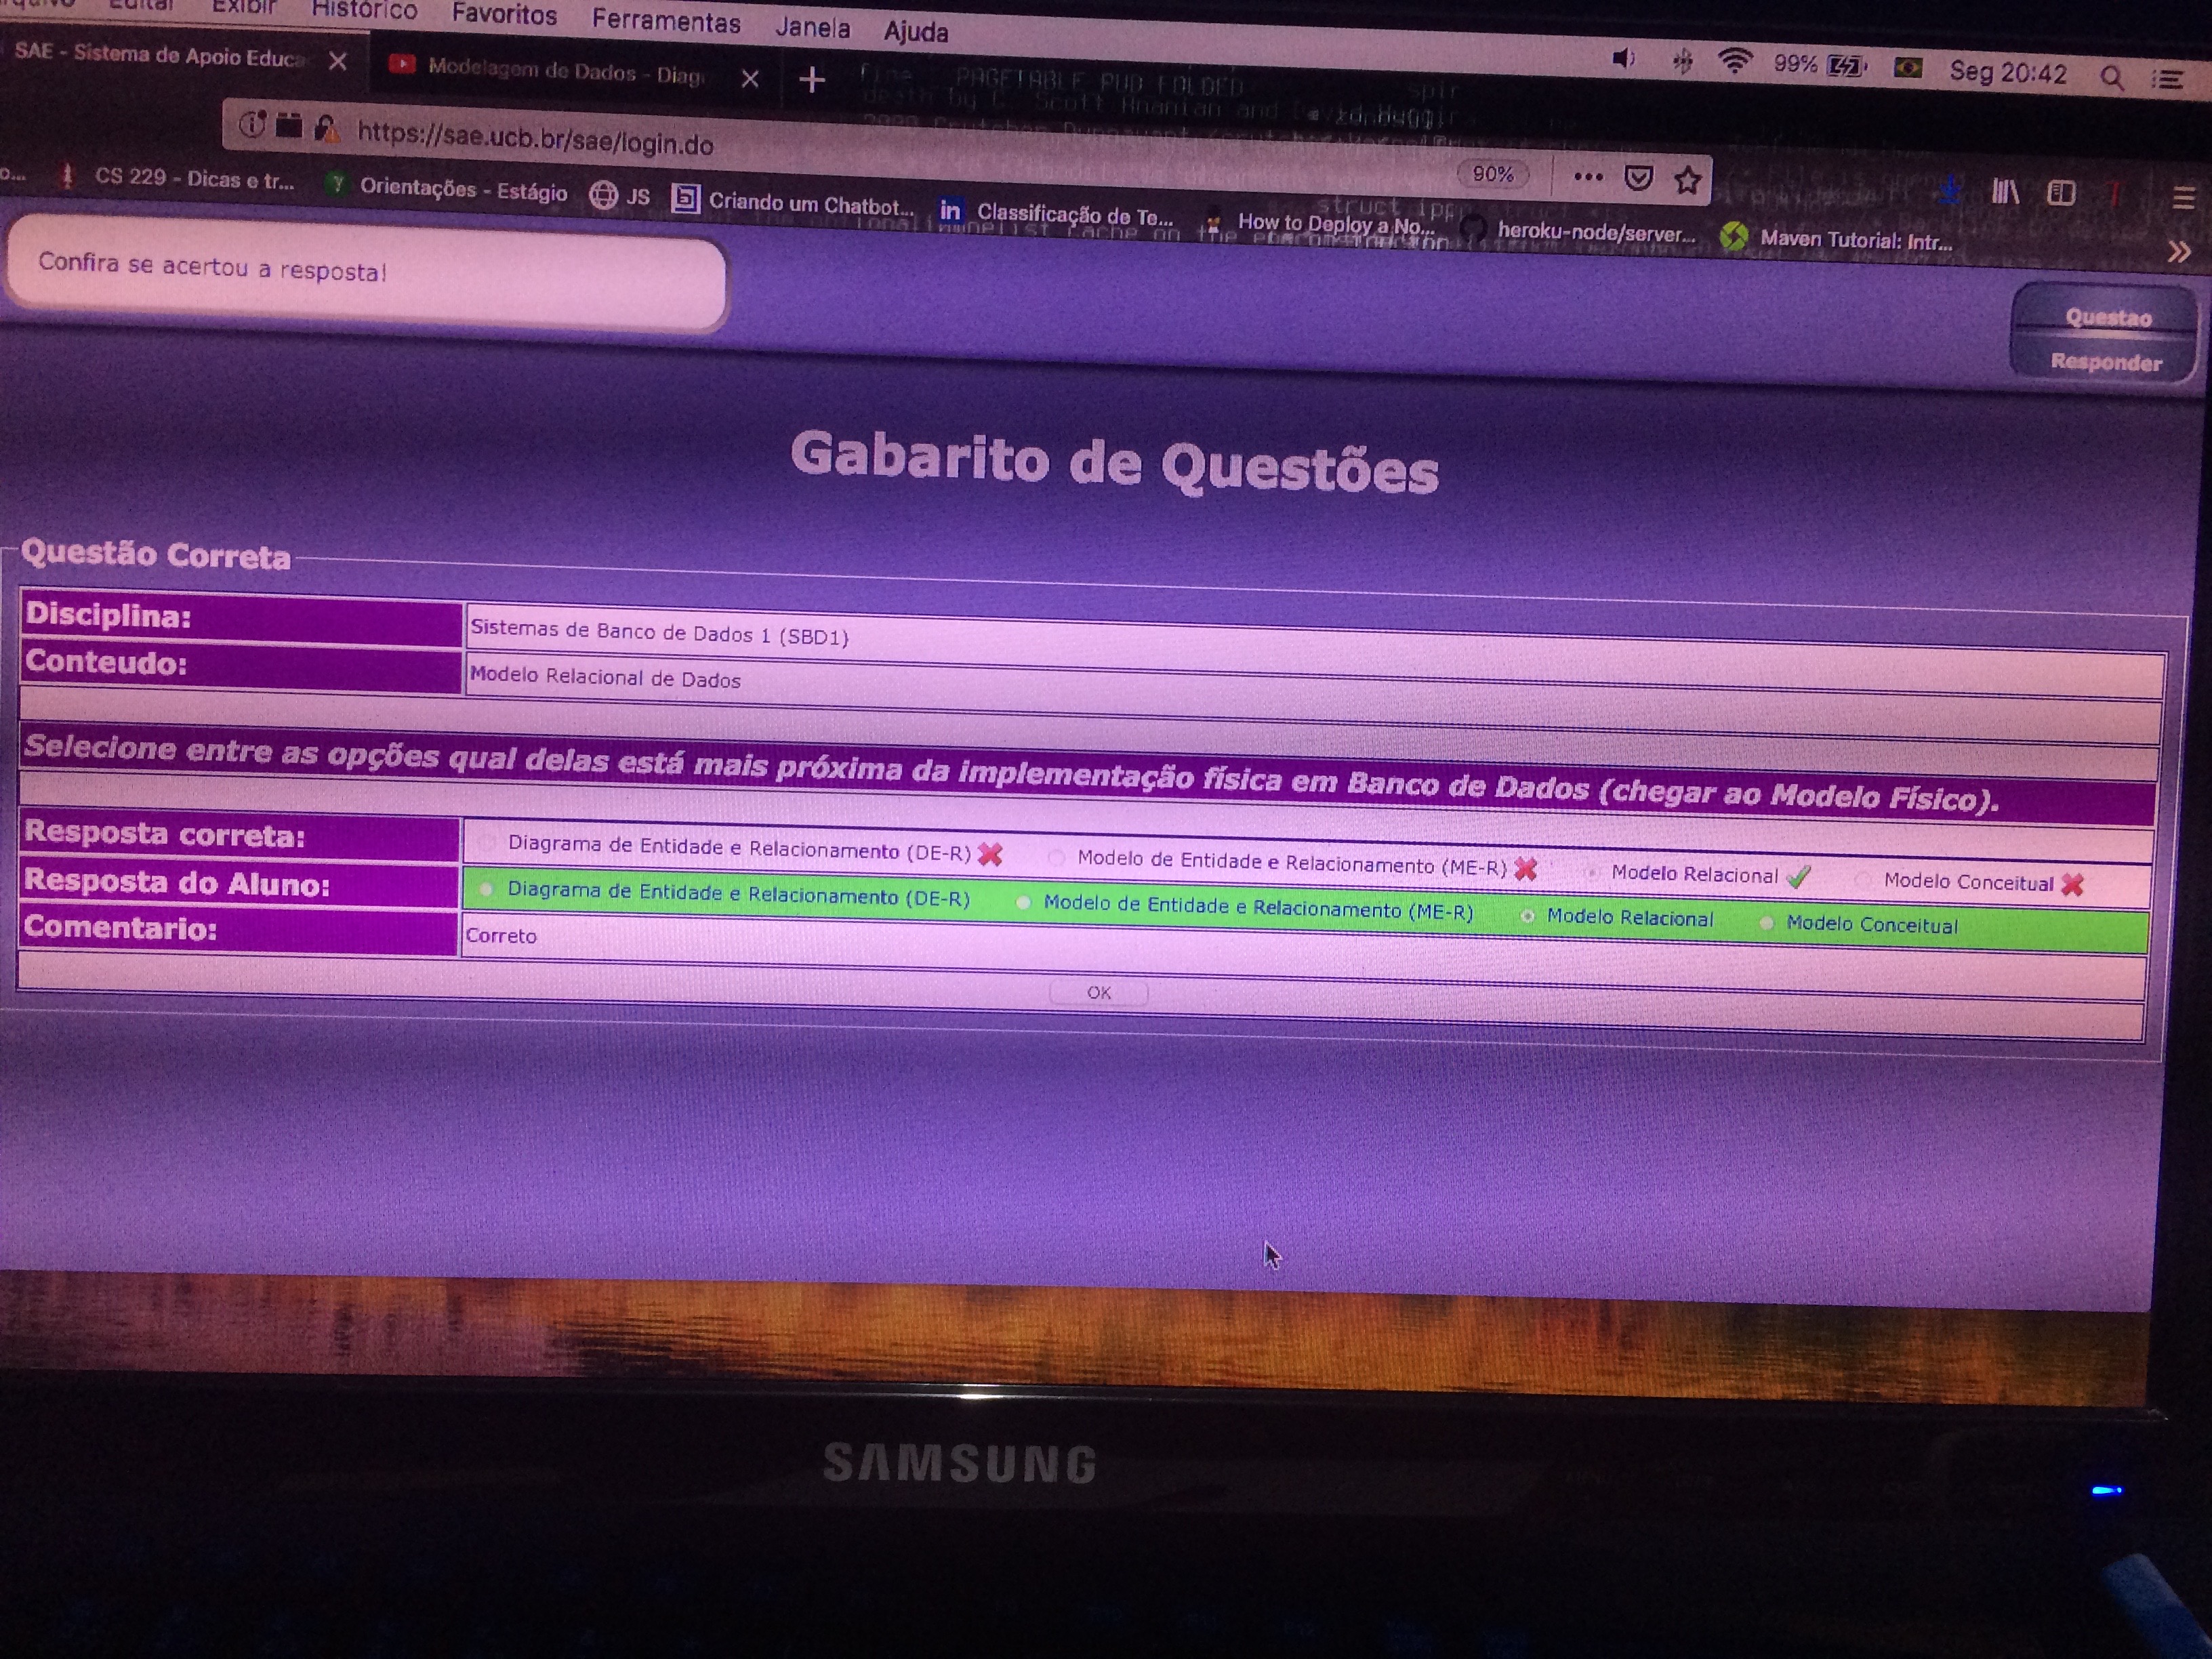 Exibir Histórico Favoritos Ferramentas Janela Ajuda
99% Seg 20:42
SAE - Sistema de Apoio Educa
Modelagem de Dados - Diag
https://sae.ucb.br/sae/login.do
90%
CS 229 - Dicas e tr... Orientações - Estágio JS Criando um Chatbot... in Classificação de Te... How to Deploy a No... heroku-node/server... Maven Tutorial: Intr...
Confira se acertou a resposta!
Questao
Responder
Gabarito de Questões
Questão Correta
Disciplina: Sistemas de Banco de Dados 1 (SBD1)
Conteudo: Modelo Relacional de Dados
Selecione entre as opções qual delas está mais próxima da implementação física em Banco de Dados (chegar ao Modelo Físico).
Resposta correta: Diagrama de Entidade e Relacionamento (DE-R) Modelo de Entidade e Relacionamento (ME-R) Modelo Relacional Modelo Conceitual
Resposta do Aluno: Diagrama de Entidade e Relacionamento (DE-R) Modelo de Entidade e Relacionamento (ME-R) Modelo Relacional Modelo Conceitual
Comentario: Correto
OK
SAMSUNG